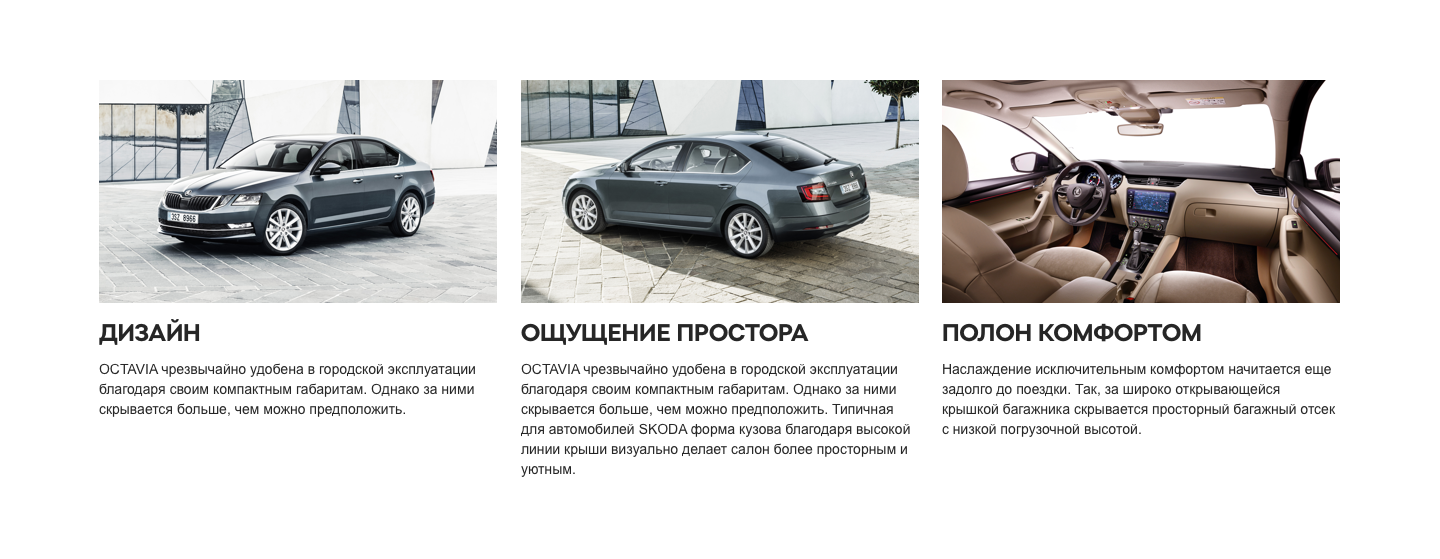 3SZ 8966
ДИЗАЙН
OCTAVIA чрезвычайно удобена в городской эксплуатации
благодаря своим компактным габаритам. Однако за ними
скрывается больше, чем можно предположить.
ОЩУЩЕНИЕ ПРОСТОРА
OCTAVIA чрезвычайно удобена в городской эксплуатации
благодаря своим компактным габаритам. Однако за ними
скрывается больше, чем можно предположить. Типичная
для автомобилей SKODA форма кузова благодаря высокой
линии крыши визуально делает салон более просторным и
уютным.
ПОЛОН КОМФОРТОМ
Наслаждение исключительным комфортом начитается еще
задолго до поездки. Так, за широко открывающейся
крышкой багажника скрывается просторный багажный отсек
с низкой погрузочной высотой.